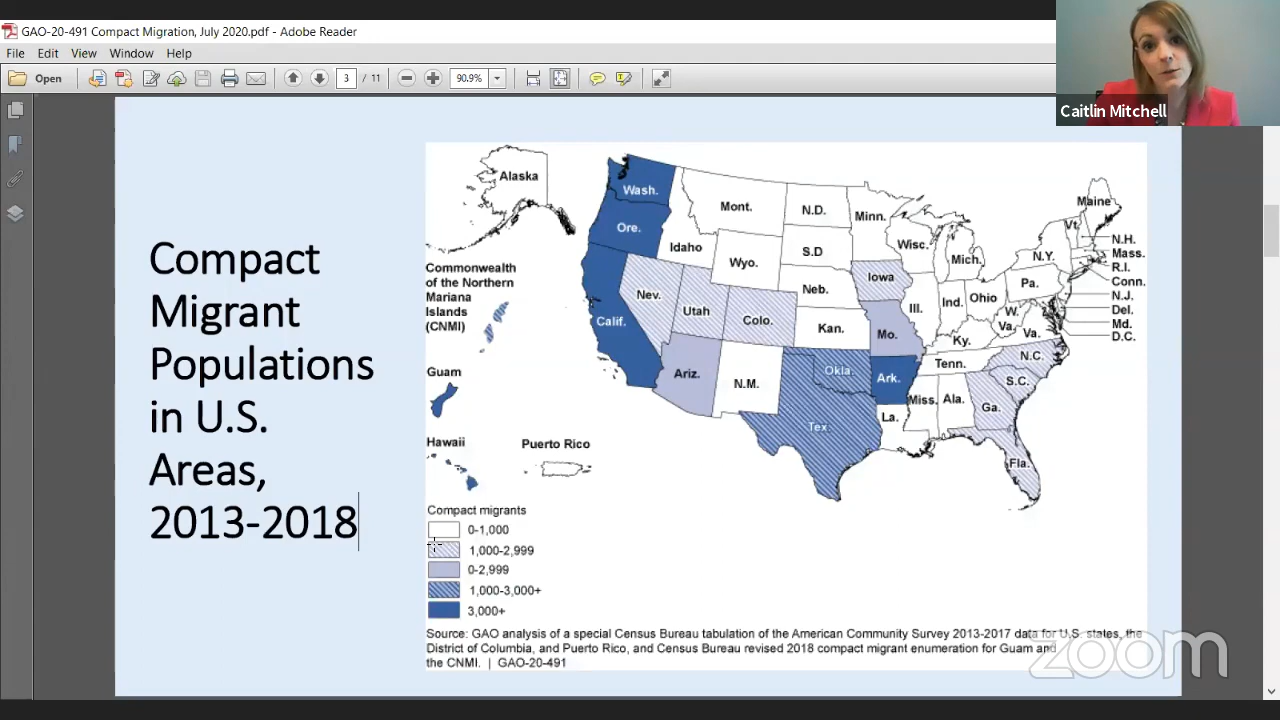 GAO-20-491 Compact Migration, July 2020.pdf - Adobe Reader
File Edit View Window Help
Open
3 / 11
90.9%
Caitlin Mitchell
Compact
Migrant
Populations
in U.S.
Areas,
2013-2018
Alaska
Commonwealth
of the Northern
Mariana
Islands
(CNMI)
Guam
Hawaii
Puerto Rico
Wash.
Ore.
Calif.
Idaho
Nev.
Utah
Ariz.
Mont.
Wyo.
Colo.
N.M.
N.D.
S.D
Neb.
Kan.
Okla.
Tex.
Minn.
Iowa
Mo.
Ark.
La.
Wisc.
Ill.
Mich.
Ind.
Ohio
Ky.
Tenn.
Miss.
Ala.
Ga.
Fla.
S.C.
N.C.
W.
Va.
Va.
Pa.
N.Y.
Vt.
Maine
N.H.
Mass.
R.I.
Conn.
N.J.
Del.
Md.
D.C.
Compact migrants
0-1,000
1,000-2,999
0-2,999
1,000-3,000+
3,000+
Source: GAO analysis of a special Census Bureau tabulation of the American Community Survey 2013-2017 data for U.S. states, the
District of Columbia, and Puerto Rico, and Census Bureau revised 2018 compact migrant enumeration for Guam and
the CNMI. | GAO-20-491
zoom